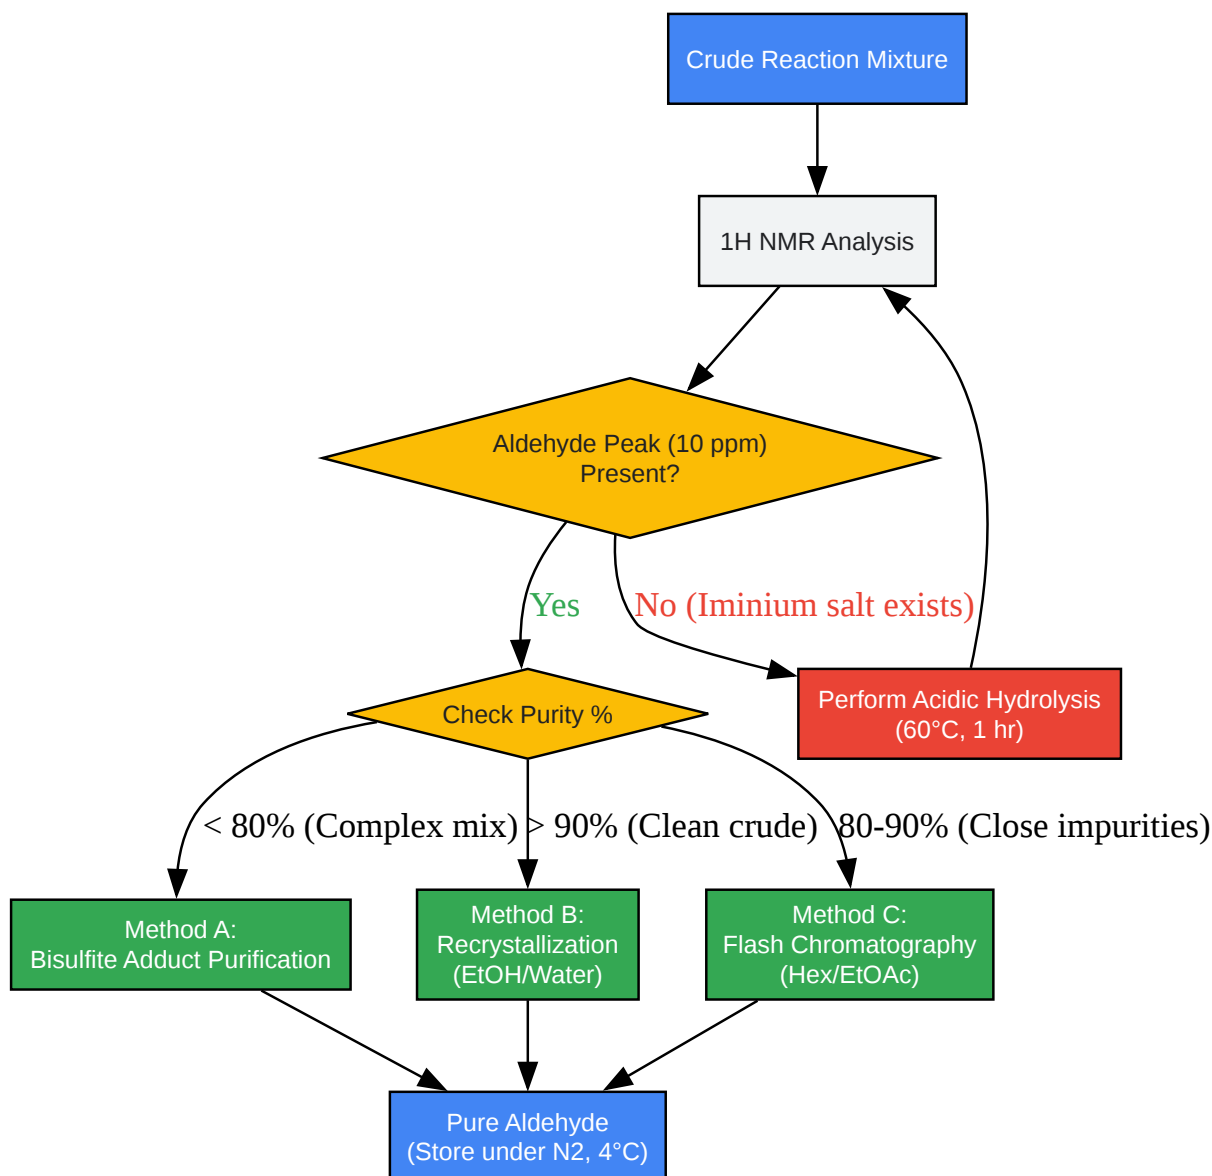 Crude Reaction Mixture
1H NMR Analysis
Aldehyde Peak (10 ppm)
Present?
Yes
No (Iminium salt exists)
Perform Acidic Hydrolysis
(60°C, 1 hr)
Check Purity %
< 80% (Complex mix)
> 90% (Clean crude)
80-90% (Close impurities)
Method A:
Bisulfite Adduct Purification
Method B:
Recrystallization
(EtOH/Water)
Method C:
Flash Chromatography
(Hex/EtOAc)
Pure Aldehyde
(Store under N2, 4°C)